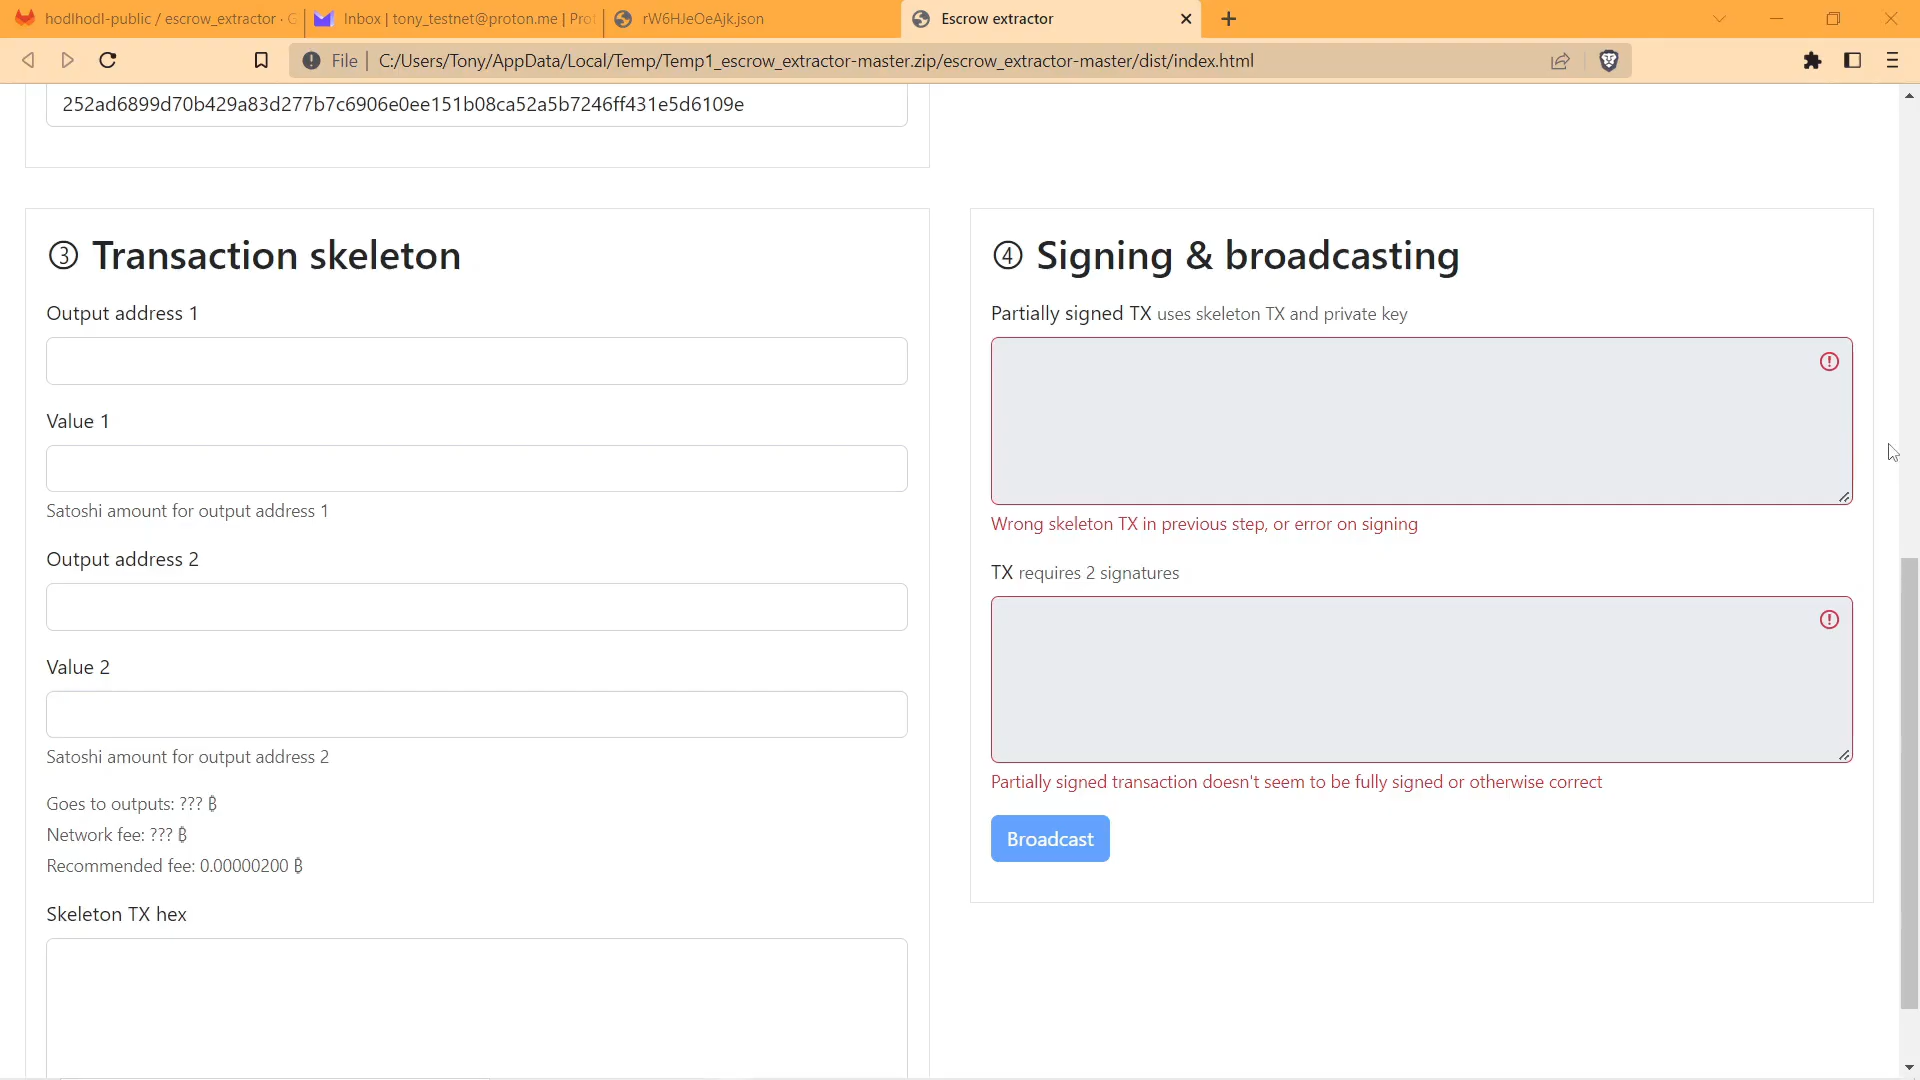 hodlhodl-public / escrow_extractor · G
Inbox | tony_testnet@proton.me | Prot
rW6HJeOeAjk.json
Escrow extractor
File
C:/Users/Tony/AppData/Local/Temp/Temp1_escrow_extractor-master.zip/escrow_extractor-master/dist/index.html
252ad6899d70b429a83d277b7c6906e0ee151b08ca52a5b7246ff431e5d6109e
③ Transaction skeleton
Output address 1
Value 1
Satoshi amount for output address 1
Output address 2
Value 2
Satoshi amount for output address 2
Goes to outputs: ??? ₿
Network fee: ??? ₿
Recommended fee: 0.00000200 ₿
Skeleton TX hex
④ Signing & broadcasting
Partially signed TX uses skeleton TX and private key
Wrong skeleton TX in previous step, or error on signing
TX requires 2 signatures
Partially signed transaction doesn't seem to be fully signed or otherwise correct
Broadcast